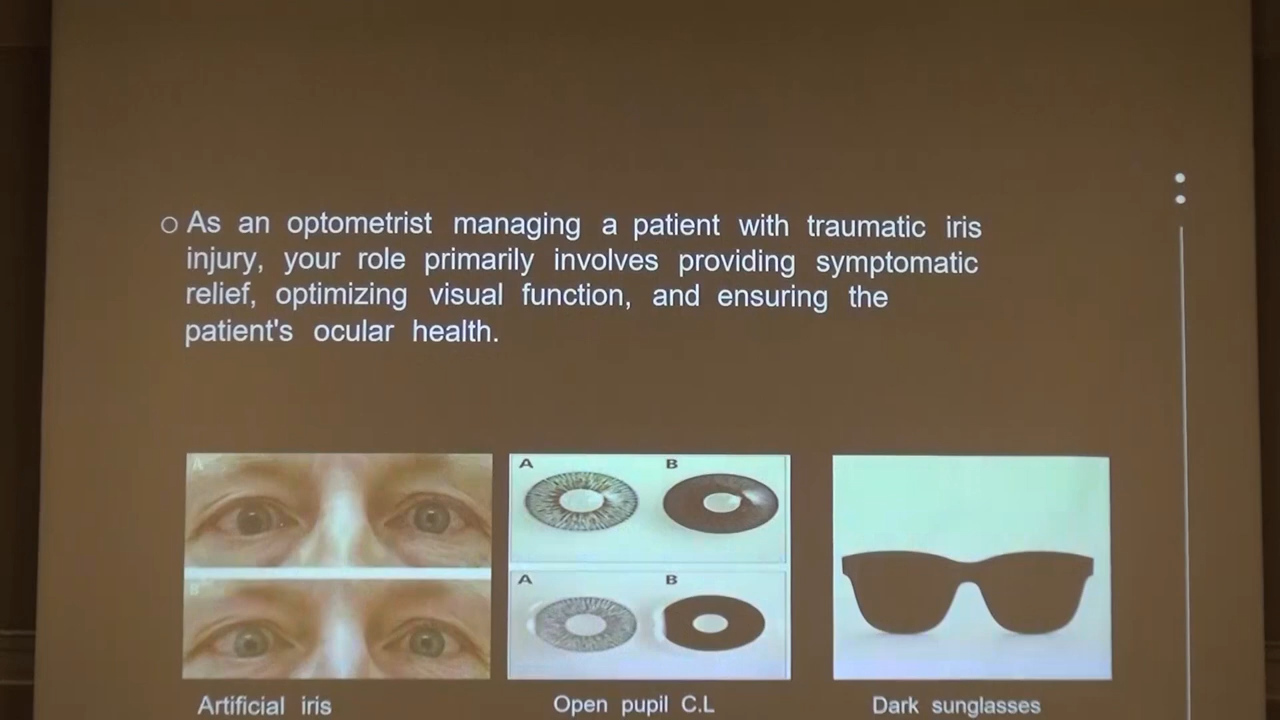 As an optometrist managing a patient with traumatic iris
injury, your role primarily involves providing symptomatic
relief, optimizing visual function, and ensuring the
patient's ocular health.
A
B
A B
A B
Artificial iris
Open pupil C.L
Dark sunglasses